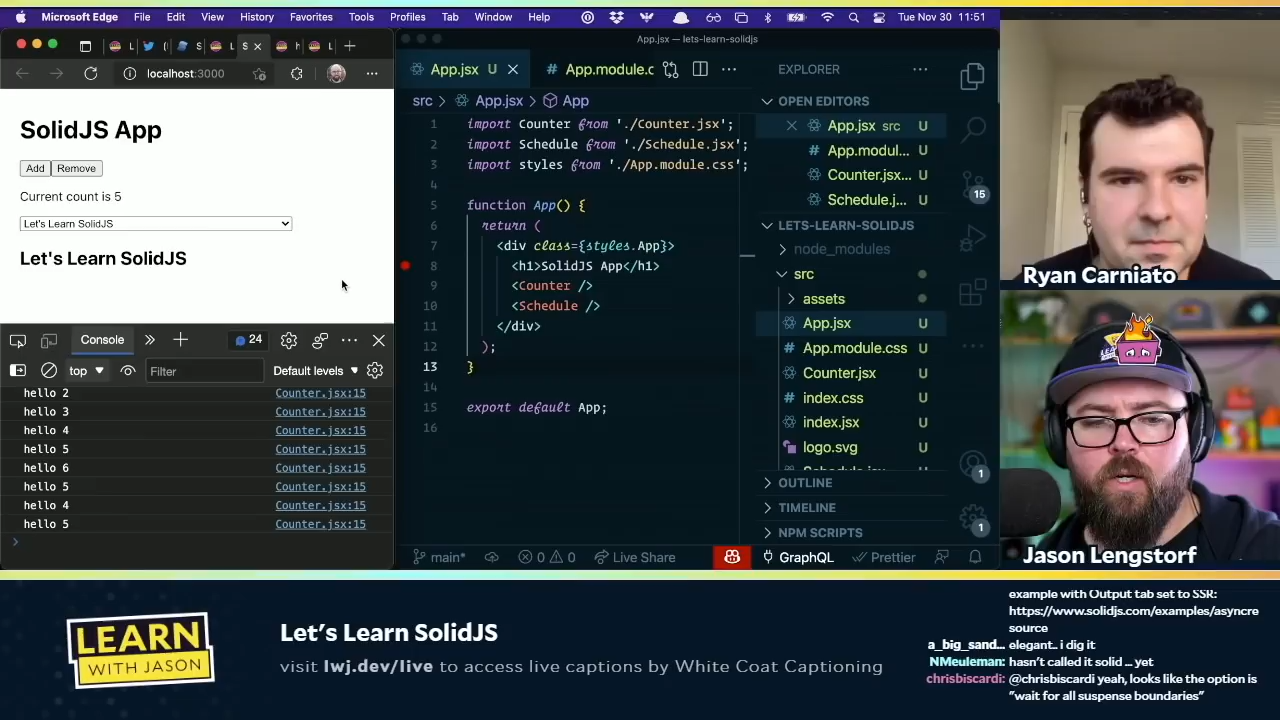 Microsoft Edge File Edit View History Favorites Tools Profiles Tab Window Help Tue Nov 30 11:51
S
localhost:3000
SolidJS App
Add Remove
Current count is 5
Let's Learn SolidJS
Let's Learn SolidJS
Console 24
top Filter Default levels
hello 2 Counter.jsx:15
hello 3 Counter.jsx:15
hello 4 Counter.jsx:15
hello 5 Counter.jsx:15
hello 6 Counter.jsx:15
hello 5 Counter.jsx:15
hello 4 Counter.jsx:15
hello 5 Counter.jsx:15
App.jsx — lets-learn-solidjs
App.jsx U App.module.c
src App.jsx App
1 import Counter from './Counter.jsx';
2 import Schedule from './Schedule.jsx';
3 import styles from './App.module.css';
4
5 function App() {
6 return (
7 <div class={styles.App}>
8 <h1>SolidJS App</h1>
9 <Counter />
10 <Schedule />
11 </div>
12 );
13 }
14
15 export default App;
16
EXPLORER
OPEN EDITORS
App.jsx src U
App.modul... U
Counter.jsx... U
Schedule.j... U
LETS-LEARN-SOLIDJS
node_modules
src
assets
App.jsx U
App.module.css U
Counter.jsx U
index.css U
index.jsx U
logo.svg U
Schedule.jsx U
OUTLINE
TIMELINE
NPM SCRIPTS
15
1
1
main* 0 0 Live Share GraphQL Prettier
Ryan Carniato
Jason Lengstorf
LEARN
WITH JASON
Let's Learn SolidJS
visit lwj.dev/live to access live captions by White Coat Captioning
example with Output tab set to SSR:
https://www.solidjs.com/examples/asyncre
source
a_big_sand... elegant.. i dig it
NMeuleman: hasn't called it solid ... yet
chrisbiscardi: @chrisbiscardi yeah, looks like the option is
"wait for all suspense boundaries"